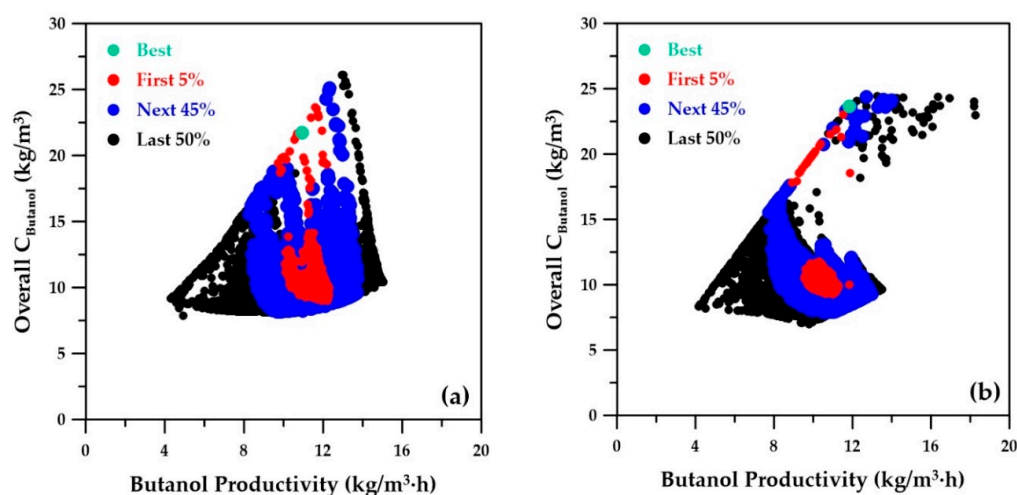 30
25
20
15
10
5
0
Overall C_Butanol (kg/m³)
Best
First 5%
Next 45%
Last 50%
(a)
0 4 8 12 16 20
Butanol Productivity (kg/m³·h)
30
25
20
15
10
5
0
Overall C_Butanol (kg/m³)
Best
First 5%
Next 45%
Last 50%
(b)
0 4 8 12 16 20
Butanol Productivity (kg/m³·h)